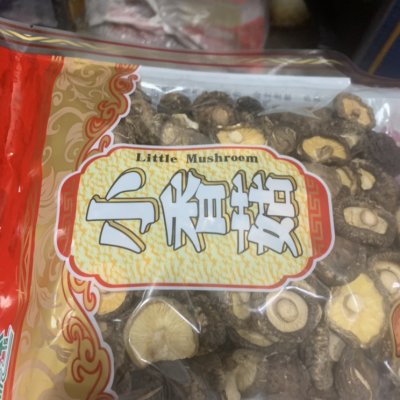 Little Mushroom
小香菇